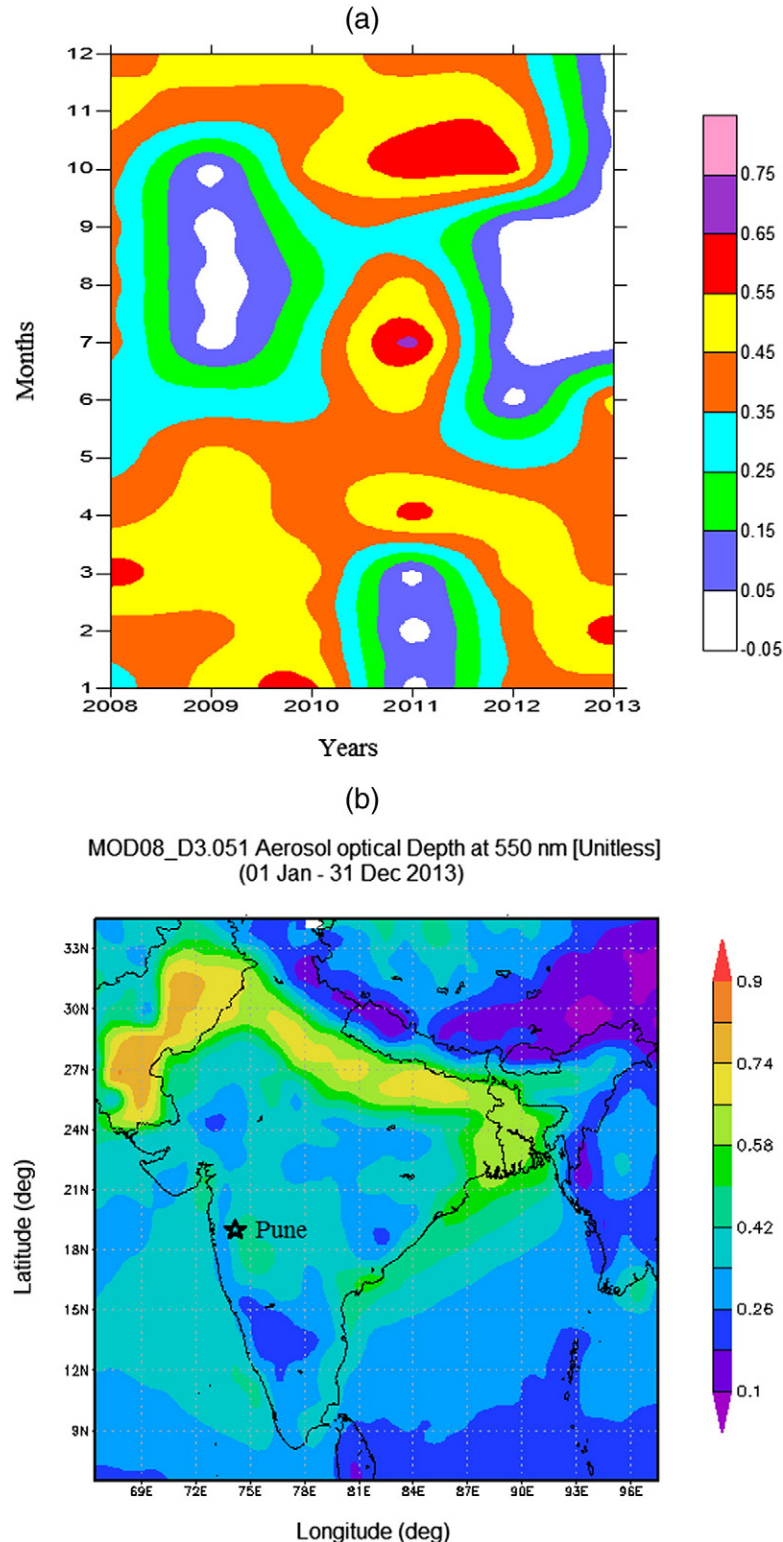 (a)
12
11
10
9
8
7
6
5
4
3
2
1
Months
2008 2009 2010 2011 2012 2013
Years
0.75
0.65
0.55
0.45
0.35
0.25
0.15
0.05
-0.05
(b)
MOD08_D3.051 Aerosol optical Depth at 550 nm [Unitless]
(01 Jan - 31 Dec 2013)
33N
30N
27N
24N
21N
18N
15N
12N
9N
Latitude (deg)
Pune
69E 72E 75E 78E 81E 84E 87E 90E 93E 96E
Longitude (deg)
0.9
0.74
0.58
0.42
0.26
0.1